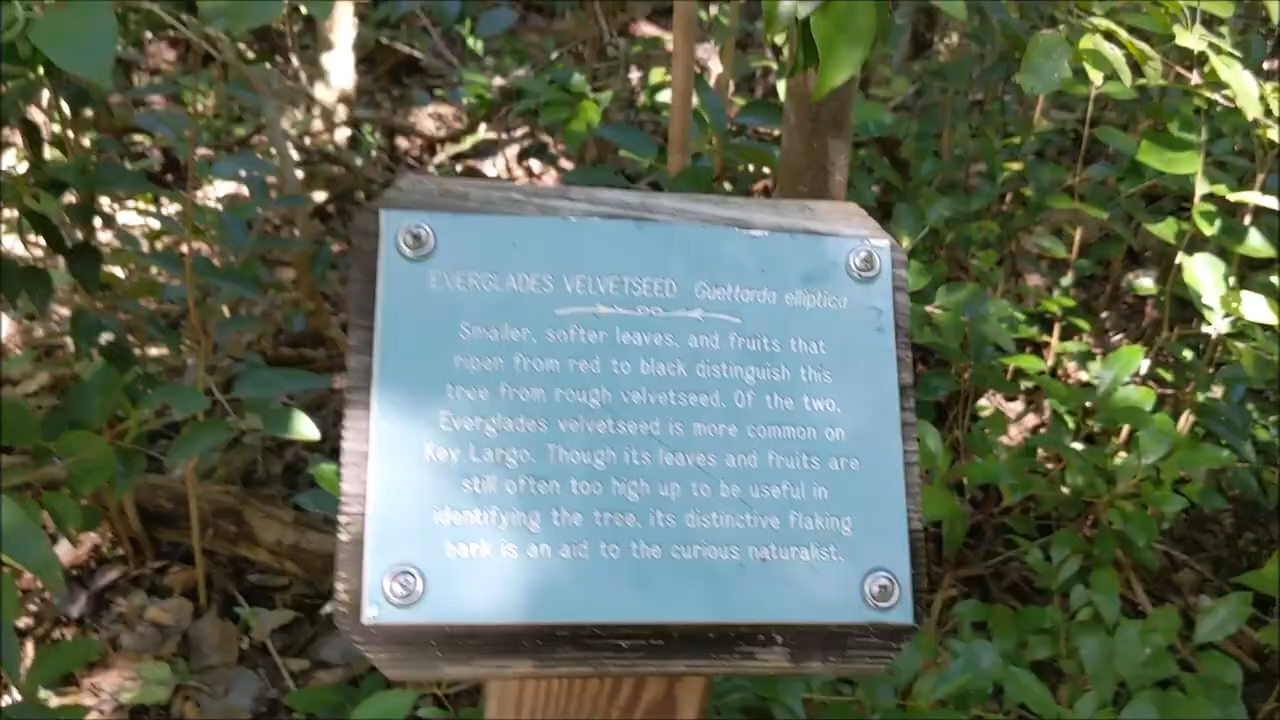 EVERGLADES VELVETSEED Guettarda elliptica
Smaller, softer leaves, and fruits that
ripen from red to black distinguish this
tree from rough velvetseed. Of the two,
Everglades velvetseed is more common on
Key Largo. Though its leaves and fruits are
still often too high up to be useful in
identifying the tree, its distinctive flaking
bark is an aid to the curious naturalist.